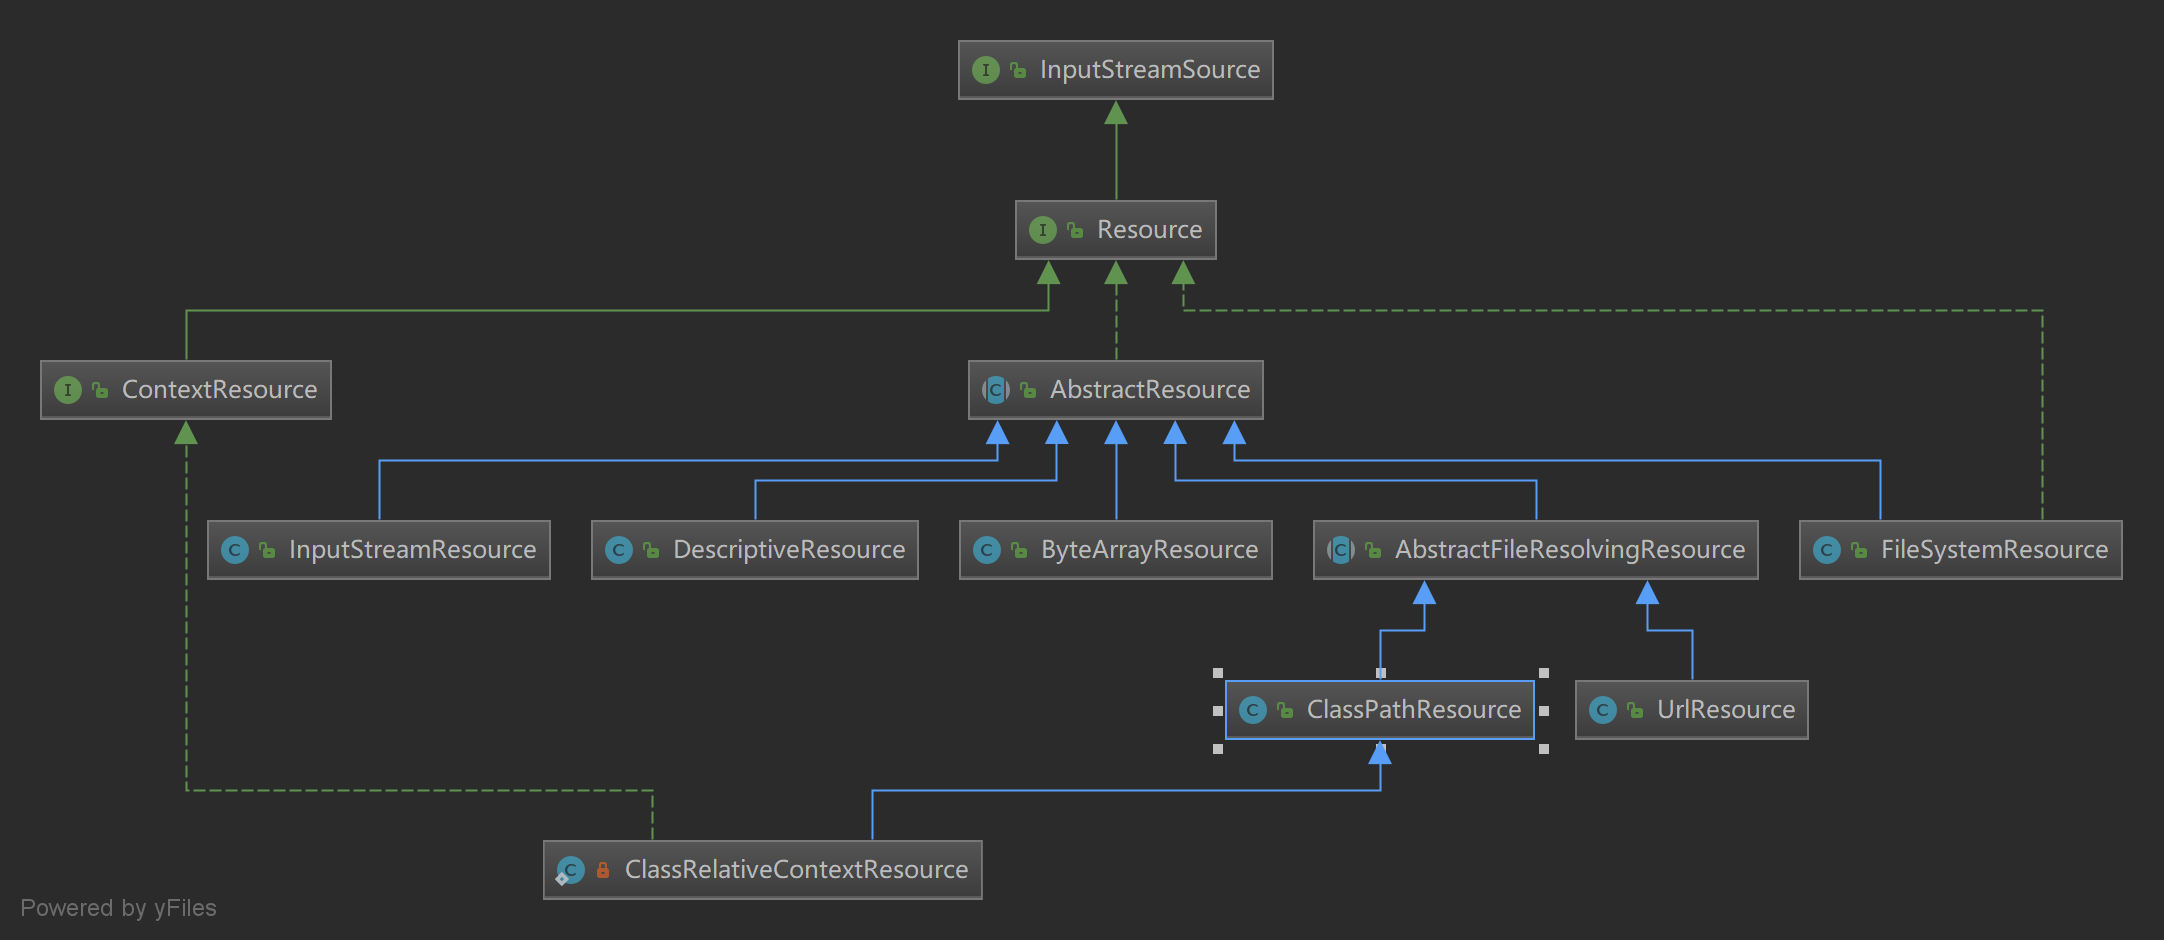 I InputStreamSource
I Resource
I ContextResource
C AbstractResource
C InputStreamResource
C DescriptiveResource
C ByteArrayResource
C AbstractFileResolvingResource
C FileSystemResource
C ClassPathResource
C UrlResource
C ClassRelativeContextResource
Powered by yFiles